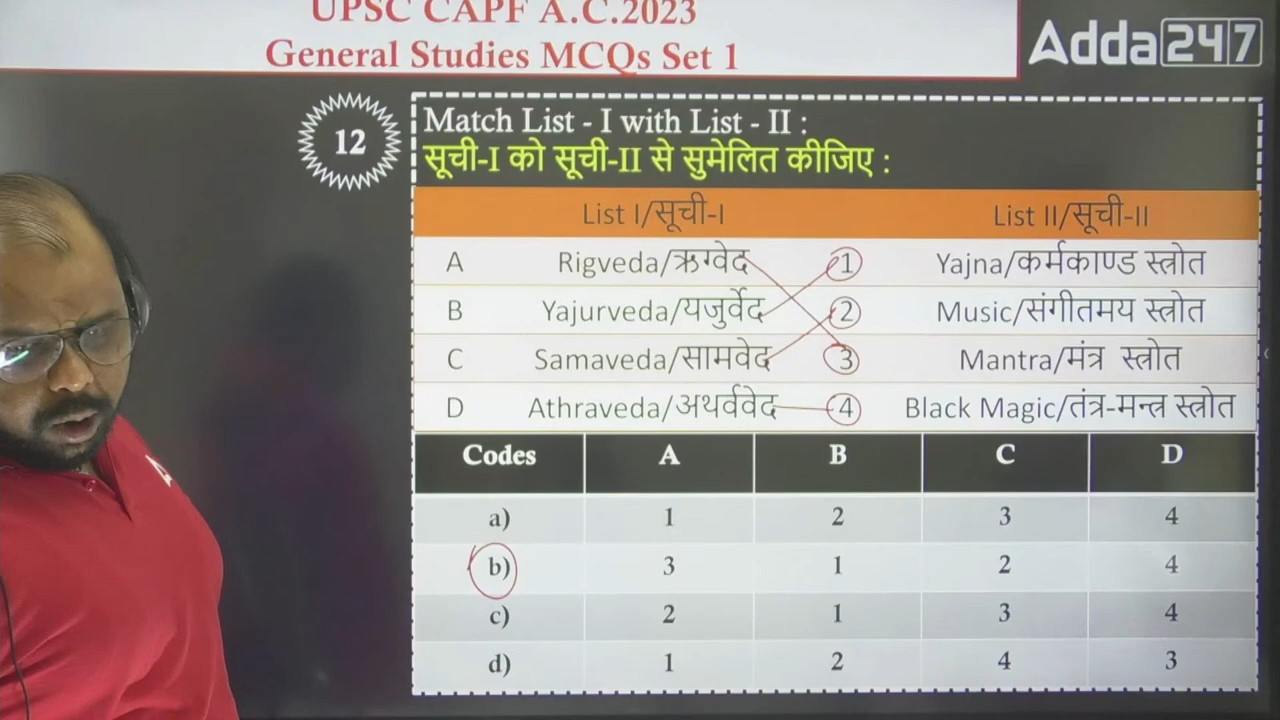 UPSC CAPF A.C.2023
General Studies MCQs Set 1
Adda247
12
Match List - I with List - II :
सूची-I को सूची-II से सुमेलित कीजिए :
List I/सूची-I List II/सूची-II
A Rigveda/ऋग्वेद 1 Yajna/कर्मकाण्ड स्त्रोत
B Yajurveda/यजुर्वेद 2 Music/संगीतमय स्त्रोत
C Samaveda/सामवेद 3 Mantra/मंत्र स्त्रोत
D Athraveda/अथर्ववेद 4 Black Magic/तंत्र-मन्त्र स्त्रोत
Codes A B C D
a) 1 2 3 4
b) 3 1 2 4
c) 2 1 3 4
d) 1 2 4 3